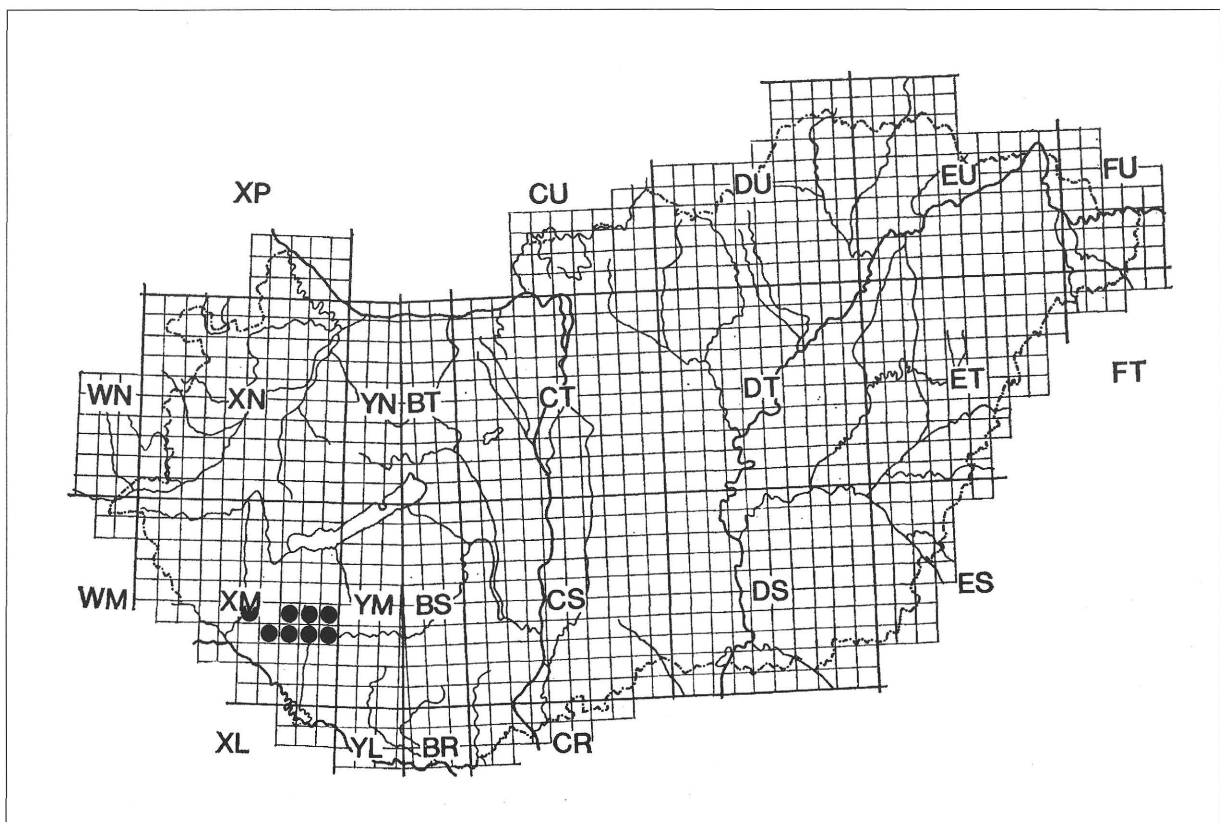 DU EU FU
XP CU
WN XN YN BT CT DT ET FT
WM XM YM BS CS DS ES
XL YL BR CR